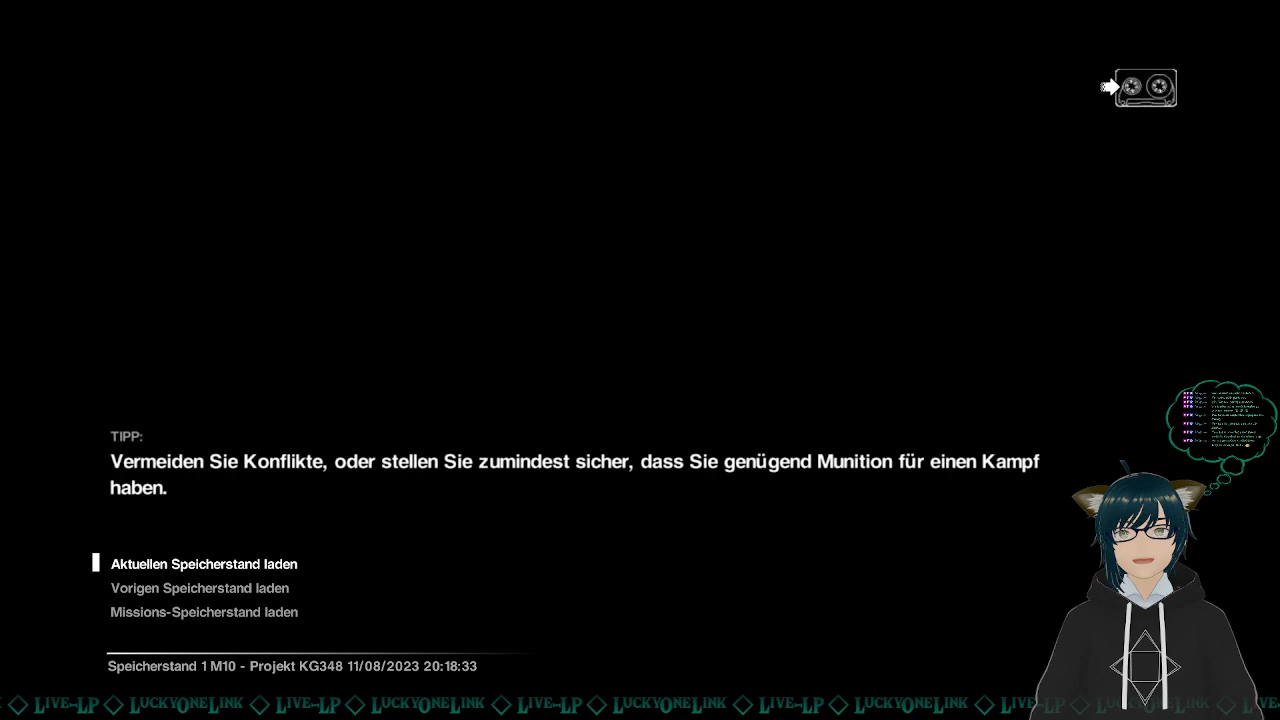 TIPP:
Vermeiden Sie Konflikte, oder stellen Sie zumindest sicher, dass Sie genügend Munition für einen Kampf
haben.
Aktuellen Speicherstand laden
Vorigen Speicherstand laden
Missions-Speicherstand laden
Speicherstand 1 M10 - Projekt KG348 11/08/2023 20:18:33
Live-LP LuckyOneLink Live-LP LuckyOneLink Live-LP LuckyOneLink Live-LP LuckyOneLink